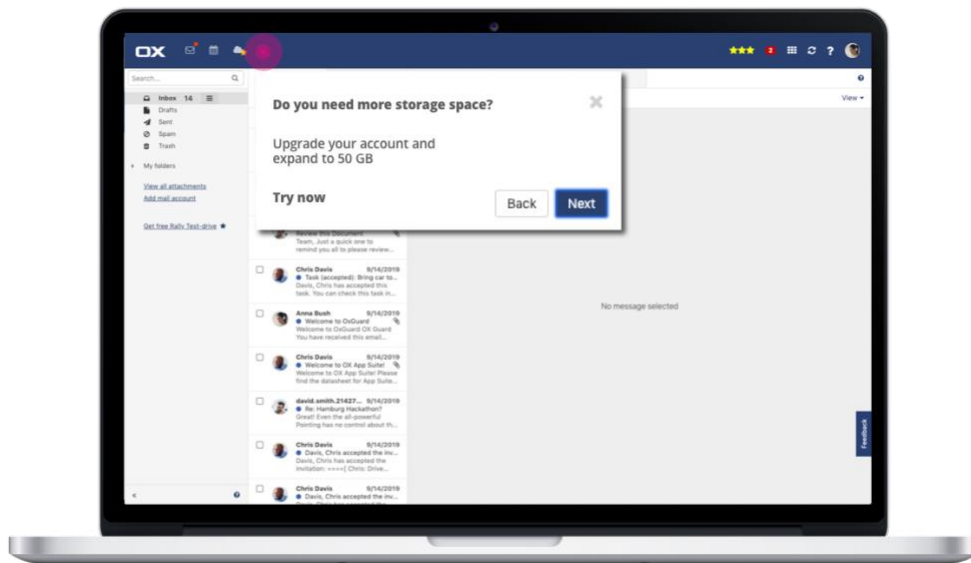 OX
2
?
Search...
View
Inbox 14
Drafts
Sent
Spam
Trash
My folders
View all attachments
Add mail account
Get free Rally Test-drive
Do you need more storage space?
Upgrade your account and
expand to 50 GB
Try now
Back Next
Review this Document
Team, Just a quick one to
remind you all to please review...
Chris Davis 9/14/2019
Task (accepted): Bring car to...
Davis, Chris has accepted this
task. You can check this task in...
Anna Bush 9/14/2019
Welcome to OxGuard
Welcome to OxGuard OX Guard
You have received this email...
Chris Davis 9/14/2019
Welcome to OX App Suite!
Welcome to OX App Suite! Please
find the datasheet for App Suite...
david.smith.21427... 9/14/2019
Re: Hamburg Hackathon?
Great! Even the all-powerful
Pointing has no control about th...
Chris Davis 9/14/2019
Davis, Chris accepted the inv...
Davis, Chris has accepted the
invitation: ====[ Chris: Drive...
Chris Davis 9/14/2019
Davis, Chris accepted the inv...
No message selected
Feedback